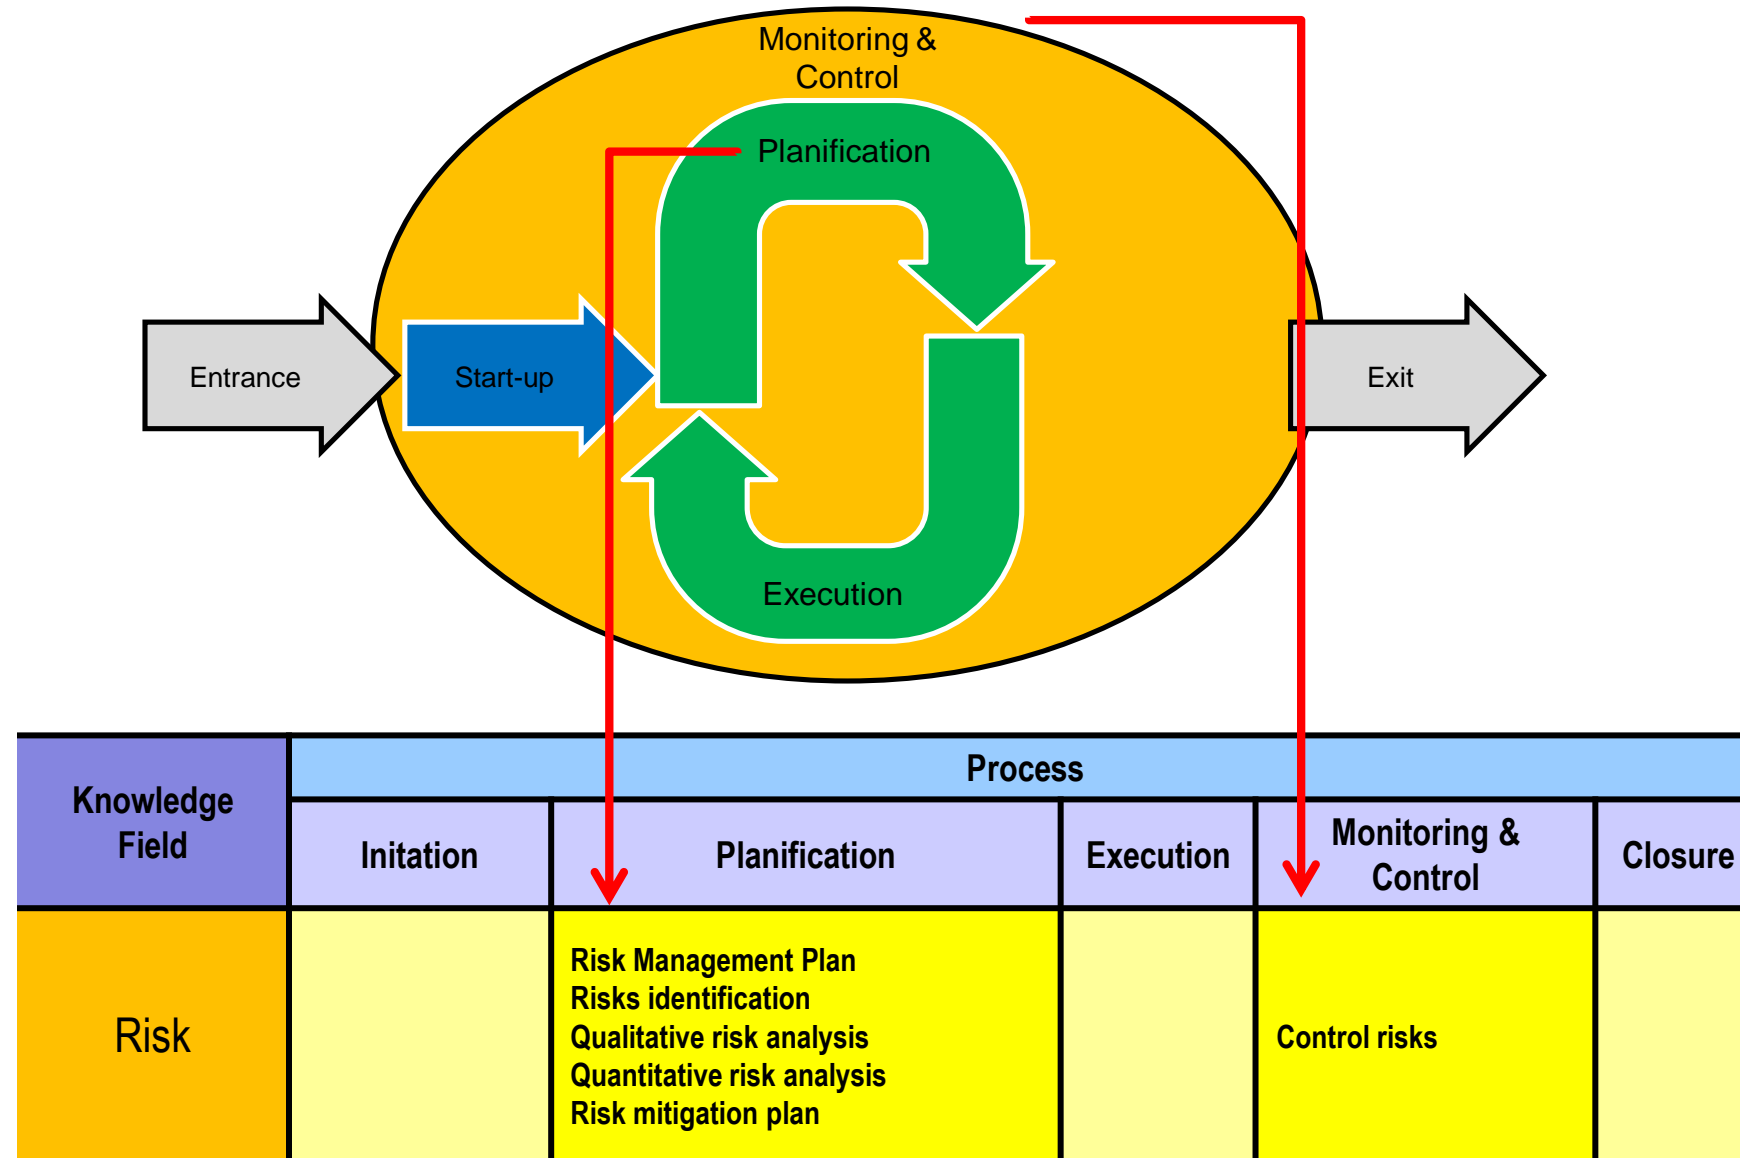 Monitoring &
Control
Planification
Entrance
Start-up
Exit
Execution
Knowledge
Field
Process
Initation
Planification
Execution
Monitoring &
Control
Closure
Risk
Risk Management Plan
Risks identification
Qualitative risk analysis
Quantitative risk analysis
Risk mitigation plan
Control risks